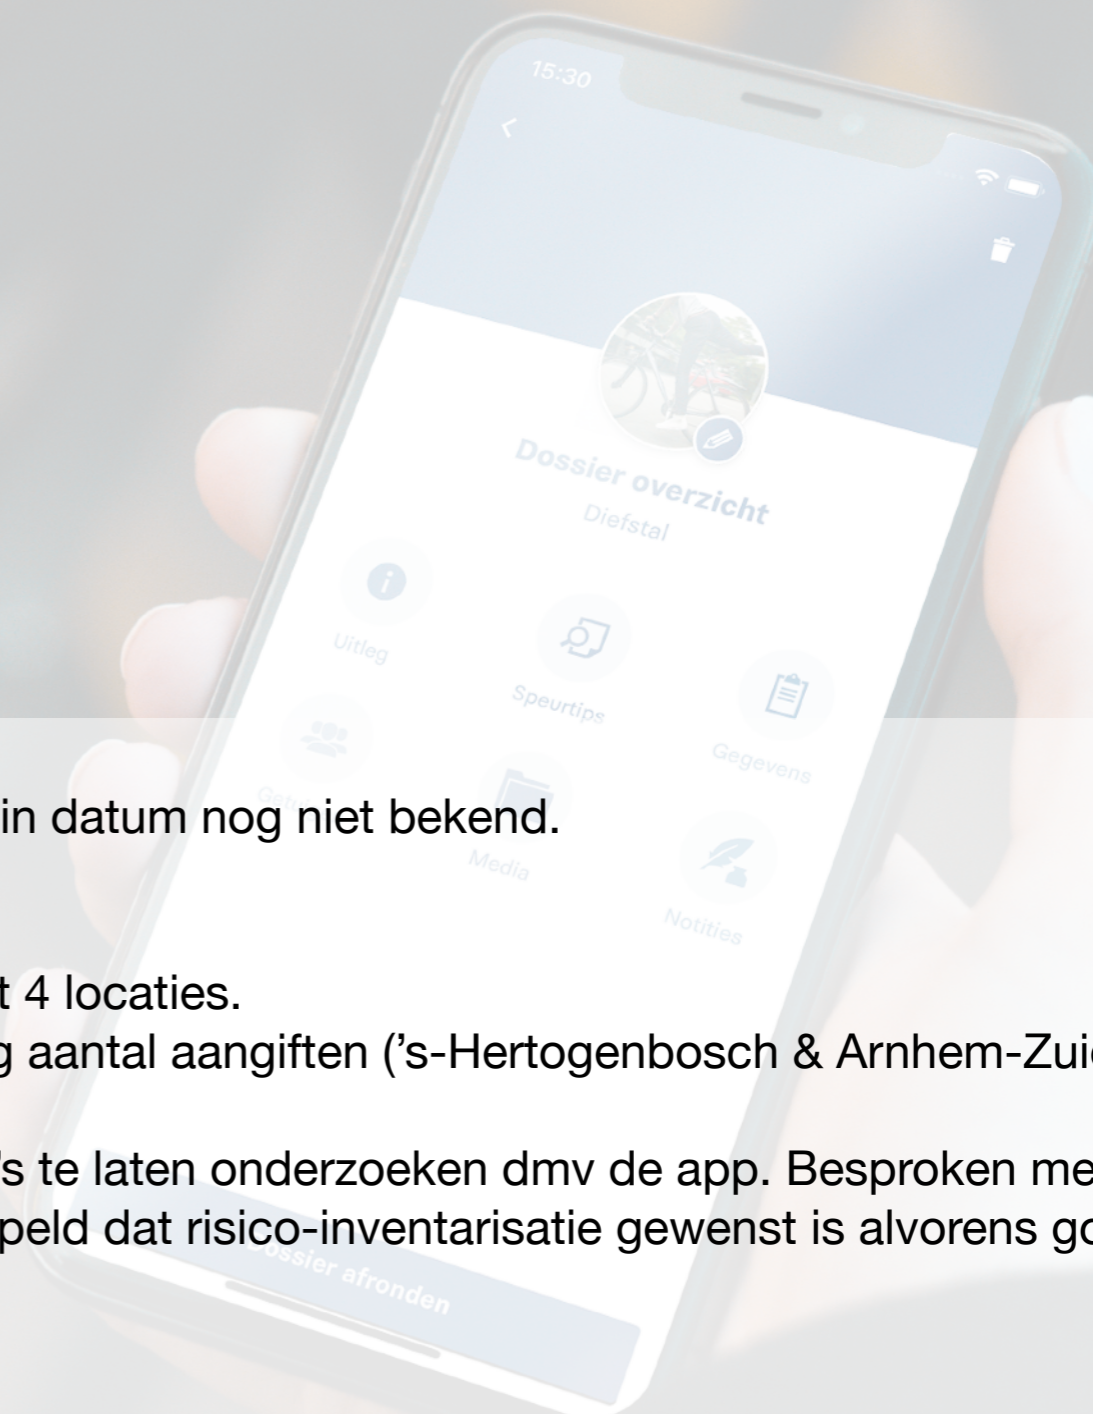 15:30
Dossier overzicht
Diefstal
Uitleg
Speurtips
Gegevens
in datum nog niet bekend.
Media
Notities
t 4 locaties.
g aantal aangiften (’s-Hertogenbosch & Arnhem-Zuid
’s te laten onderzoeken dmv de app. Besproken me
peld dat risico-inventarisatie gewenst is alvorens go
Dossier afronden